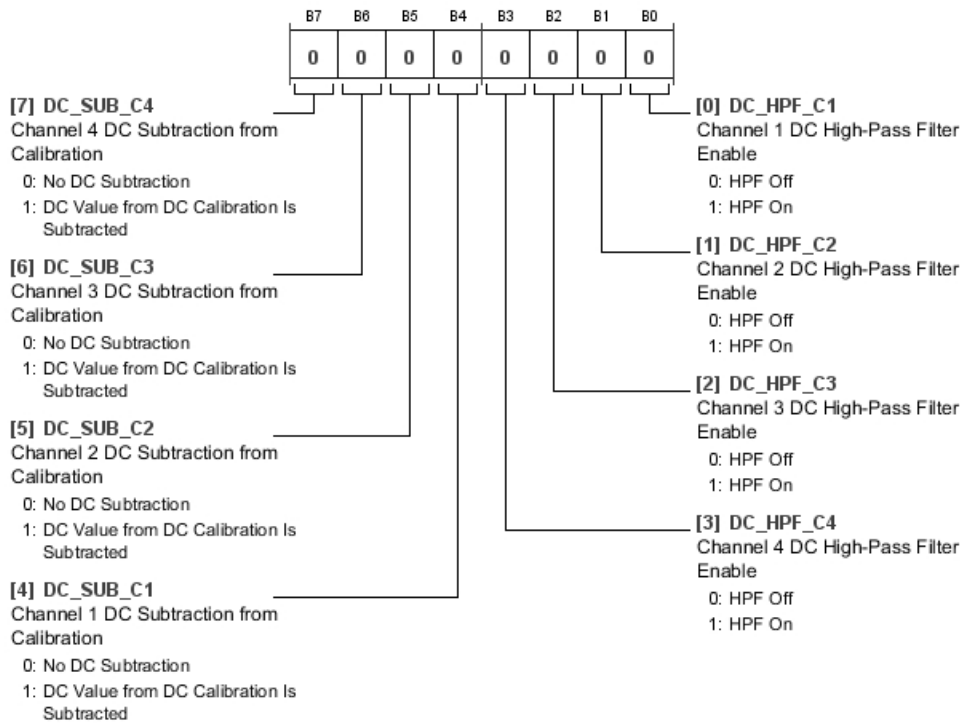 B7 B6 B5 B4 B3 B2 B1 B0
0 0 0 0 0 0 0 0
[7] DC_SUB_C4
Channel 4 DC Subtraction from
Calibration
0: No DC Subtraction
1: DC Value from DC Calibration Is
Subtracted
[6] DC_SUB_C3
Channel 3 DC Subtraction from
Calibration
0: No DC Subtraction
1: DC Value from DC Calibration Is
Subtracted
[5] DC_SUB_C2
Channel 2 DC Subtraction from
Calibration
0: No DC Subtraction
1: DC Value from DC Calibration Is
Subtracted
[4] DC_SUB_C1
Channel 1 DC Subtraction from
Calibration
0: No DC Subtraction
1: DC Value from DC Calibration Is
Subtracted
[0] DC_HPF_C1
Channel 1 DC High-Pass Filter
Enable
0: HPF Off
1: HPF On
[1] DC_HPF_C2
Channel 2 DC High-Pass Filter
Enable
0: HPF Off
1: HPF On
[2] DC_HPF_C3
Channel 3 DC High-Pass Filter
Enable
0: HPF Off
1: HPF On
[3] DC_HPF_C4
Channel 4 DC High-Pass Filter
Enable
0: HPF Off
1: HPF On